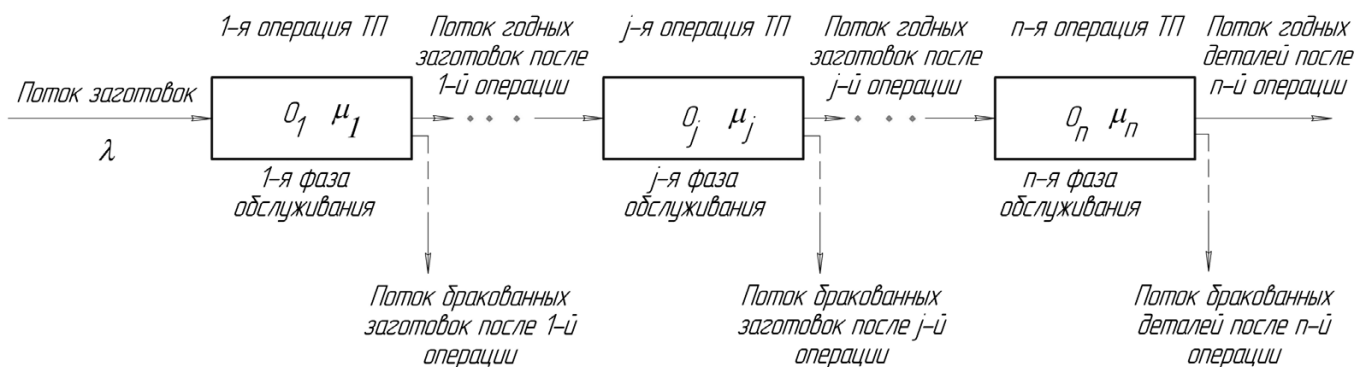 1-я операция ТП
Поток годных
заготовок после
1-й операции
j-я операция ТП
Поток годных
заготовок после
j-й операции
n-я операция ТП
Поток годных
деталей после
n-й операции
Поток заготовок
λ
O1 μ1
Oj μj
On μn
1-я фаза
обслуживания
j-я фаза
обслуживания
n-я фаза
обслуживания
Поток бракованных
заготовок после 1-й
операции
Поток бракованных
заготовок после j-й
операции
Поток бракованных
деталей после n-й
операции